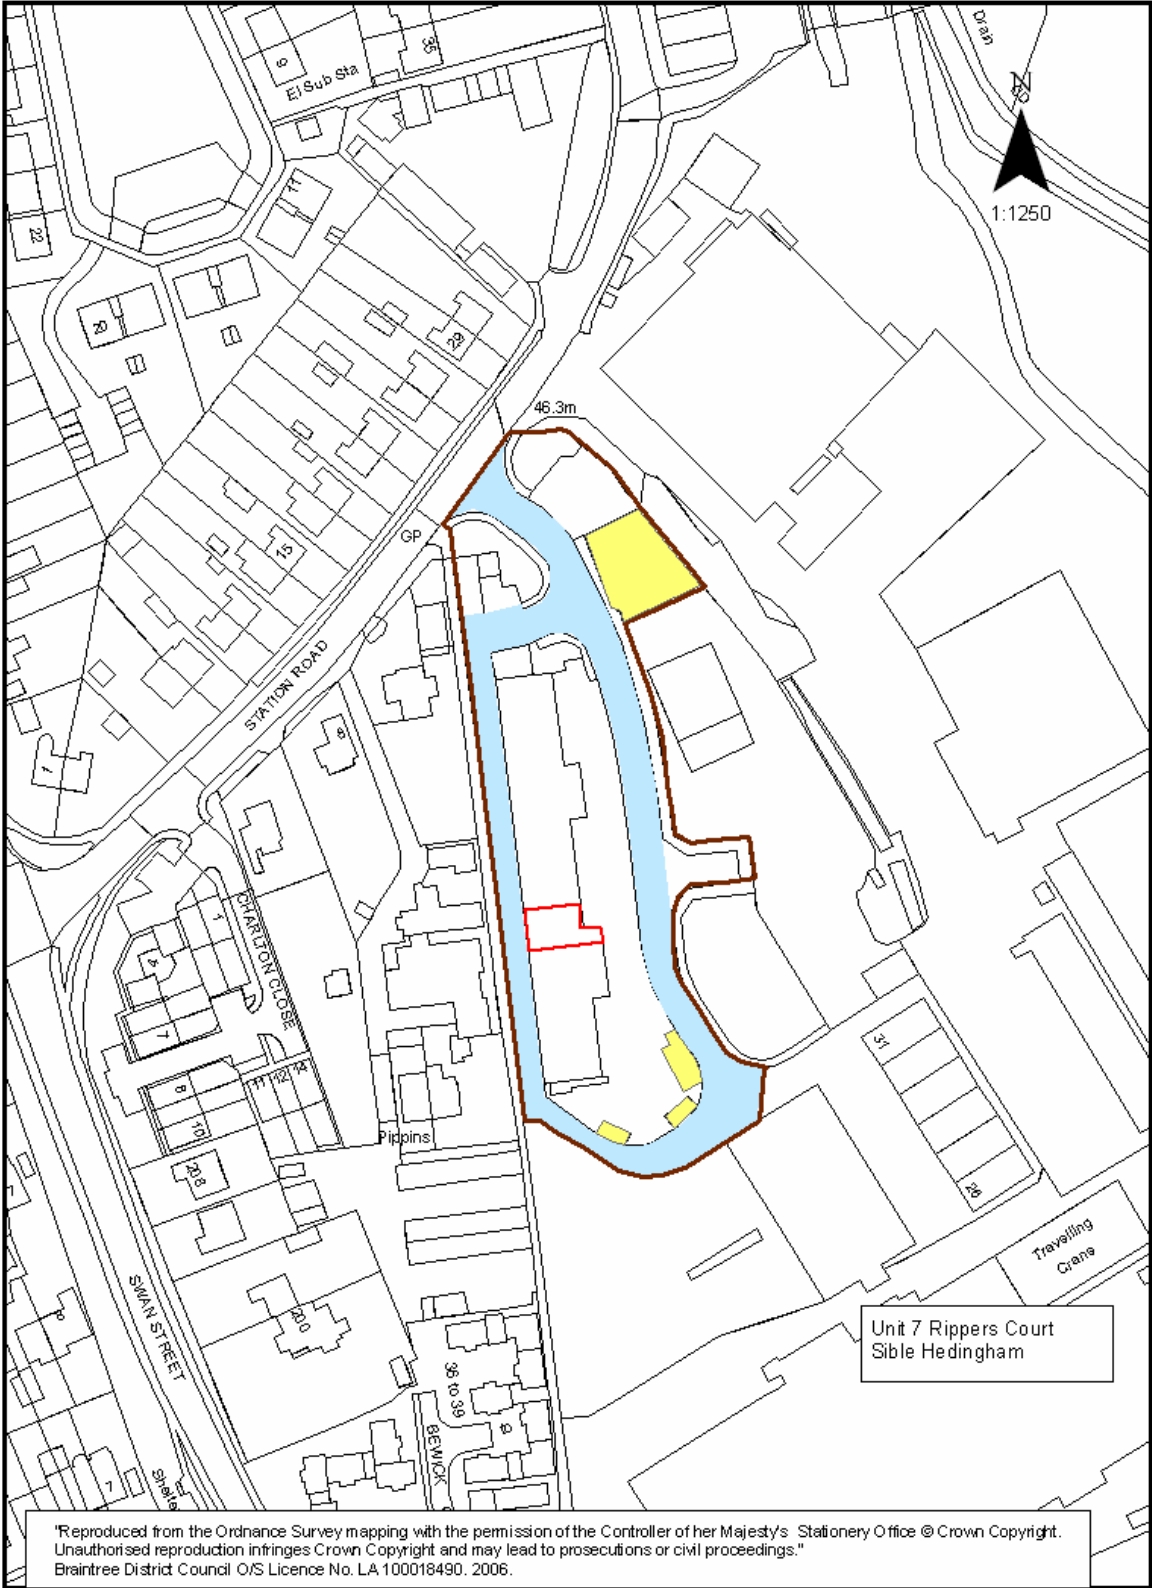 Drain
35
9
El Sub Sta
N
1:1250
11
22
20
29
46.3m
GP
15
STATION ROAD
6
1
1
CHARLTON CLOSE
5
7
31
8
11
12
14
10
Pippins
208
26
Travelling
Crane
SWAN STREET
200
Unit 7 Rippers Court
Sible Hedingham
36 to 39
BEWICK
7
Shelter
"Reproduced from the Ordnance Survey mapping with the permission of the Controller of her Majesty's Stationery Office © Crown Copyright.
Unauthorised reproduction infringes Crown Copyright and may lead to prosecutions or civil proceedings."
Braintree District Council O/S Licence No. LA 100018490. 2006.